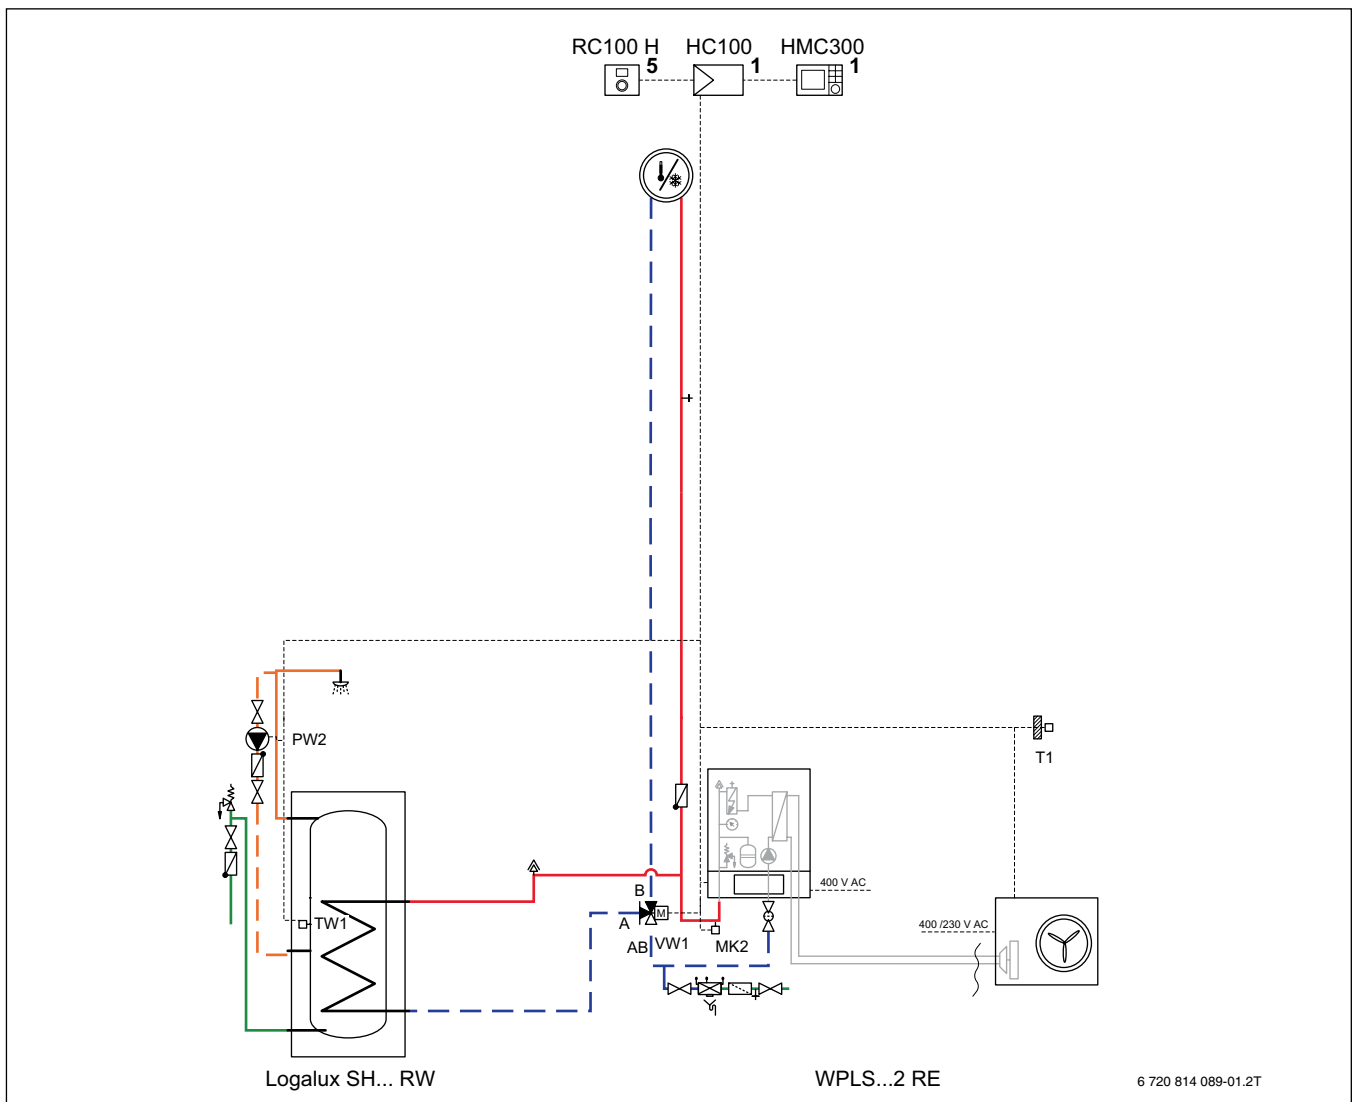 RC100 H HC100 HMC300
5 1 1
PW2
T1
400 V AC
B
M
A
TW1
400 /230 V AC
AB VW1 MK2
Logalux SH... RW WPLS...2 RE 6 720 814 089-01.2T